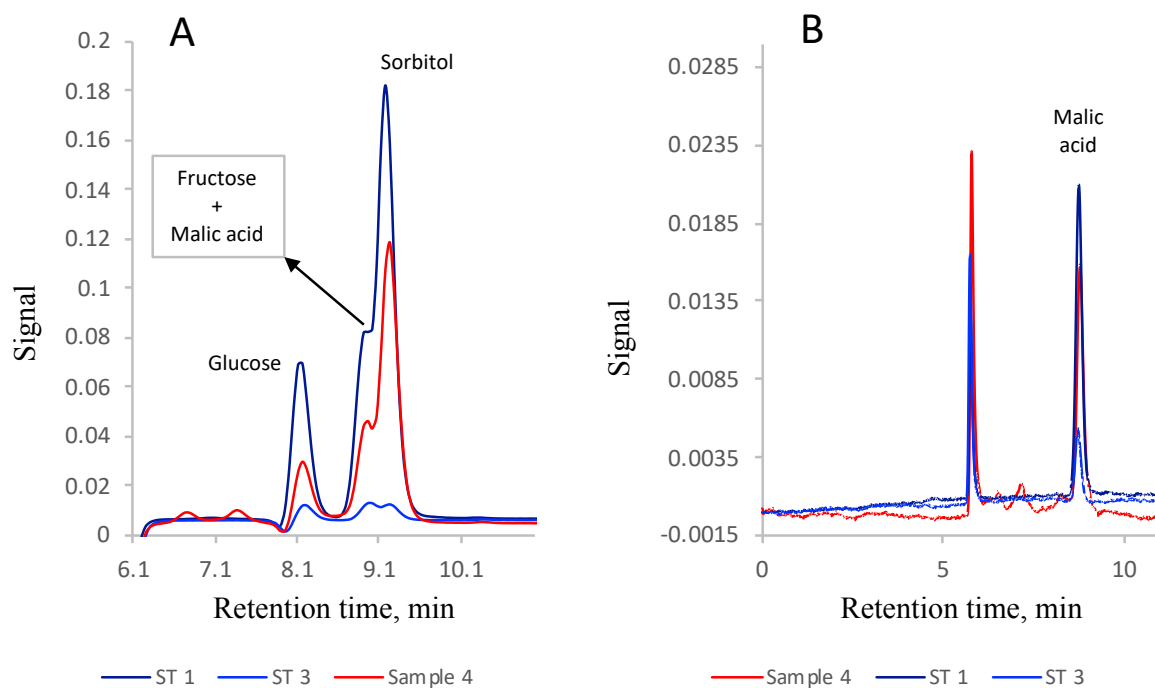 A
0.2
0.18
0.16
0.14
0.12
0.1
0.08
0.06
0.04
0.02
0
Signal
Sorbitol
Fructose
+
Malic acid
Glucose
6.1 7.1 8.1 9.1 10.1
Retention time, min
ST 1 ST 3 Sample 4
B
0.0285
0.0235
0.0185
0.0135
0.0085
0.0035
-0.0015
Signal
Malic
acid
0 5 10
Retention time, min
Sample 4 ST 1 ST 3